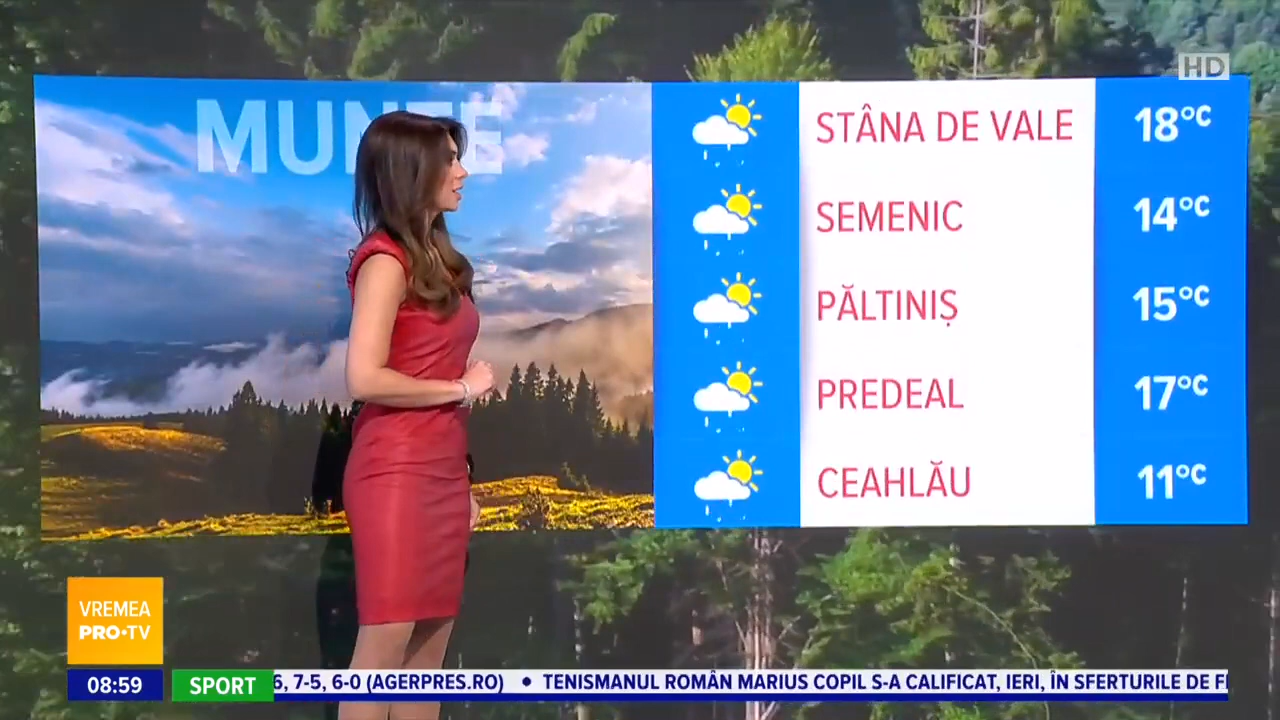 HD
MUNTE
STÂNA DE VALE 18°C
SEMENIC 14°C
PĂLTINIȘ 15°C
PREDEAL 17°C
CEAHLĂU 11°C
VREMEA
PRO•TV
08:59 SPORT 6, 7-5, 6-0 (AGERPRES.RO) • TENISMANUL ROMÂN MARIUS COPIL S-A CALIFICAT, IERI, ÎN SFERTURILE DE